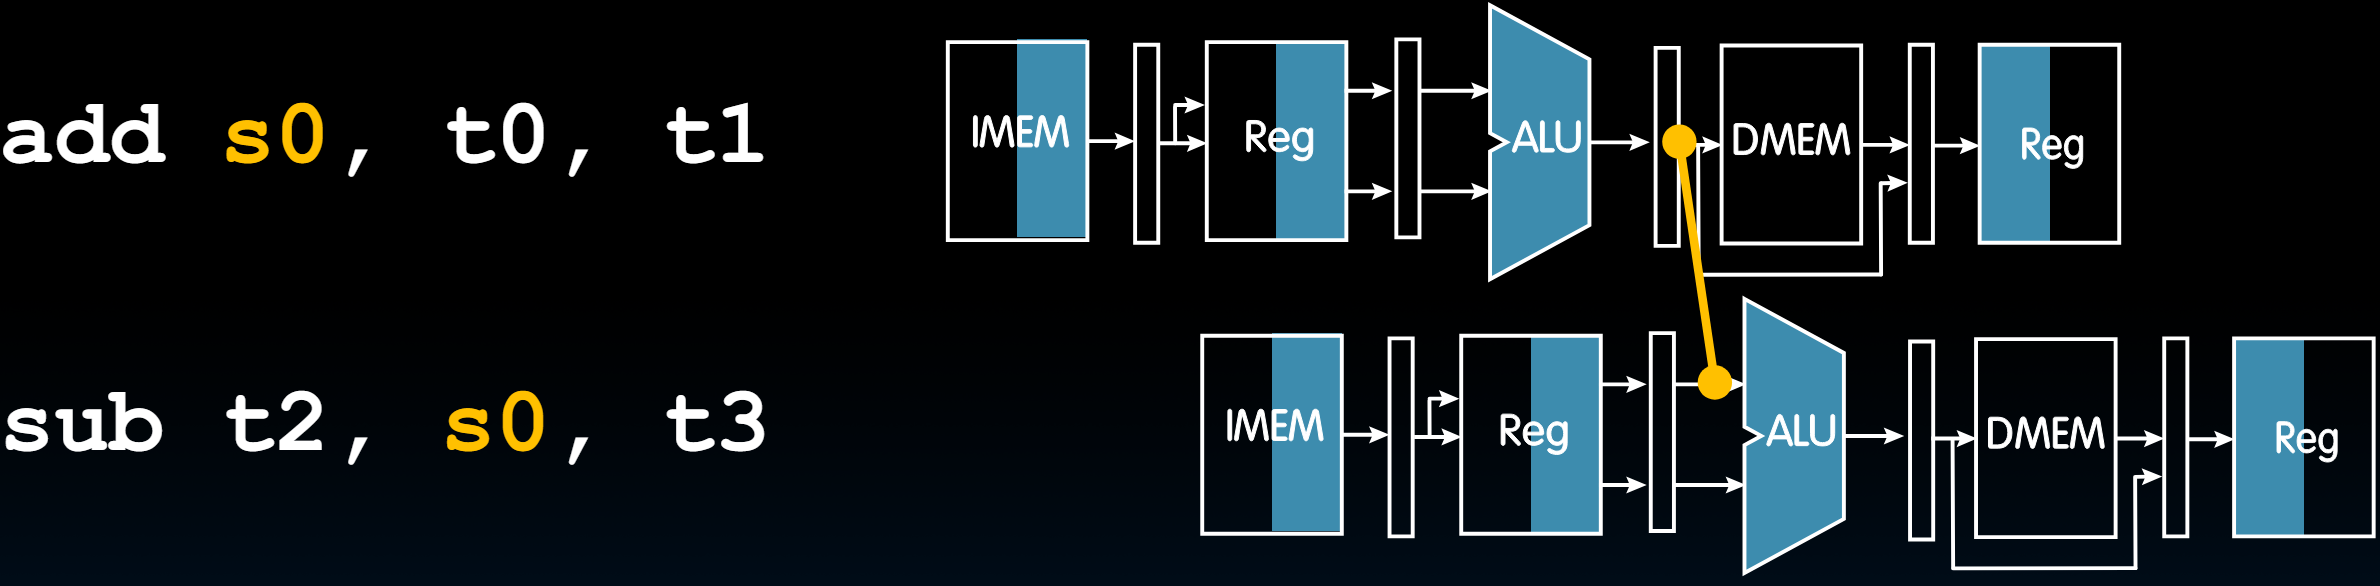 add s0, t0, t1
IMEM Reg ALU DMEM Reg
sub t2, s0, t3
IMEM Reg ALU DMEM Reg